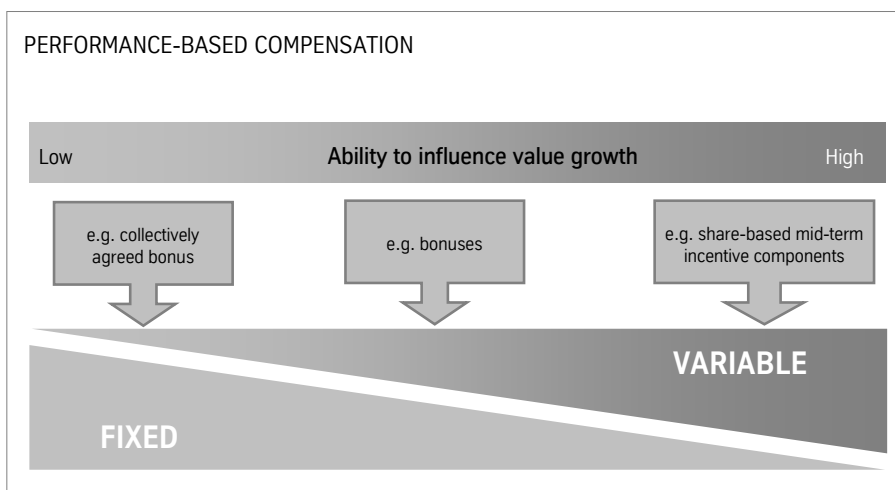 PERFORMANCE-BASED COMPENSATION
Low Ability to influence value growth High
e.g. collectively
agreed bonus
e.g. bonuses
e.g. share-based mid-term
incentive components
VARIABLE
FIXED